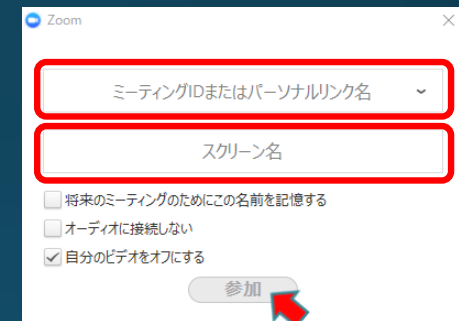 Zoom
ミーティングIDまたはパーソナルリンク名
スクリーン名
将来のミーティングのためにこの名前を記憶する
オーディオに接続しない
自分のビデオをオフにする
参加